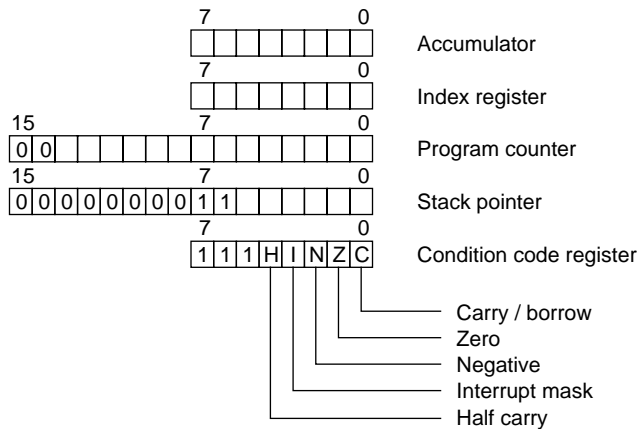 7 0
Accumulator
7 0
Index register
15 7 0
0 0 Program counter
15 7 0
0 0 0 0 0 0 0 0 1 1 Stack pointer
7 0
1 1 1 H I N Z C Condition code register
Carry / borrow
Zero
Negative
Interrupt mask
Half carry